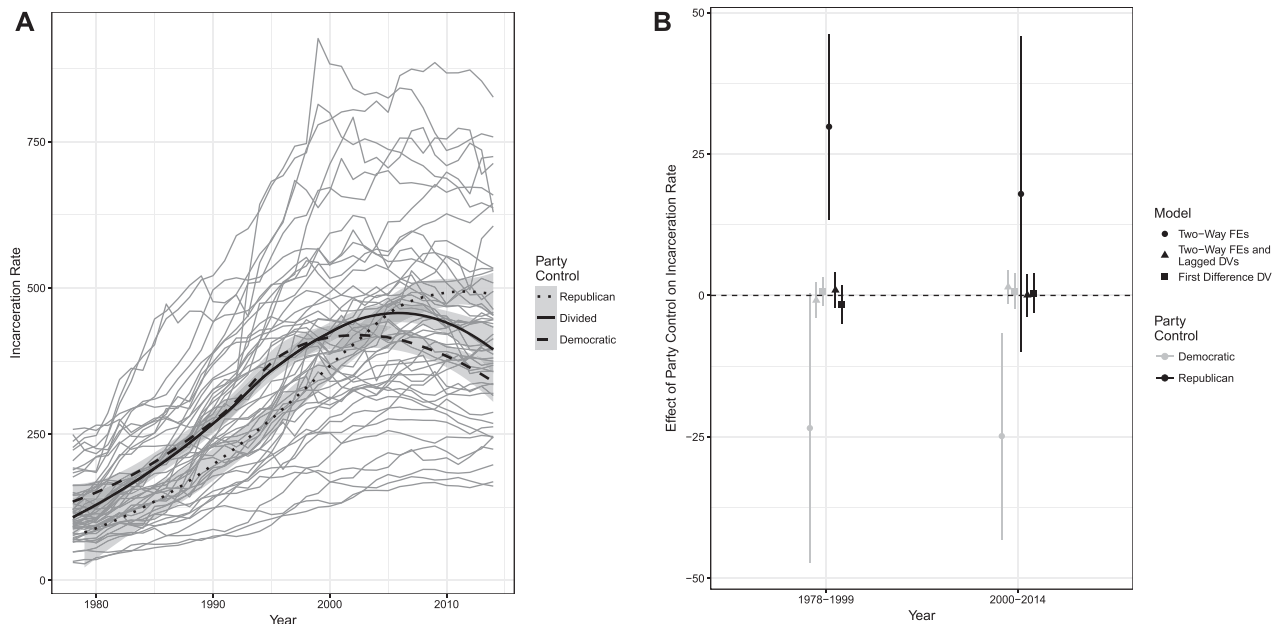 A
Incarceration Rate
750
500
250
0
1980
1990
2000
2010
Year
Party
Control
Republican
Divided
Democratic
B
Effect of Party Control on Incarceration Rate
50
25
0
−25
−50
1978−1999
2000−2014
Year
Model
Two−Way FEs
Two−Way FEs and
Lagged DVs
First Difference DV
Party
Control
Democratic
Republican